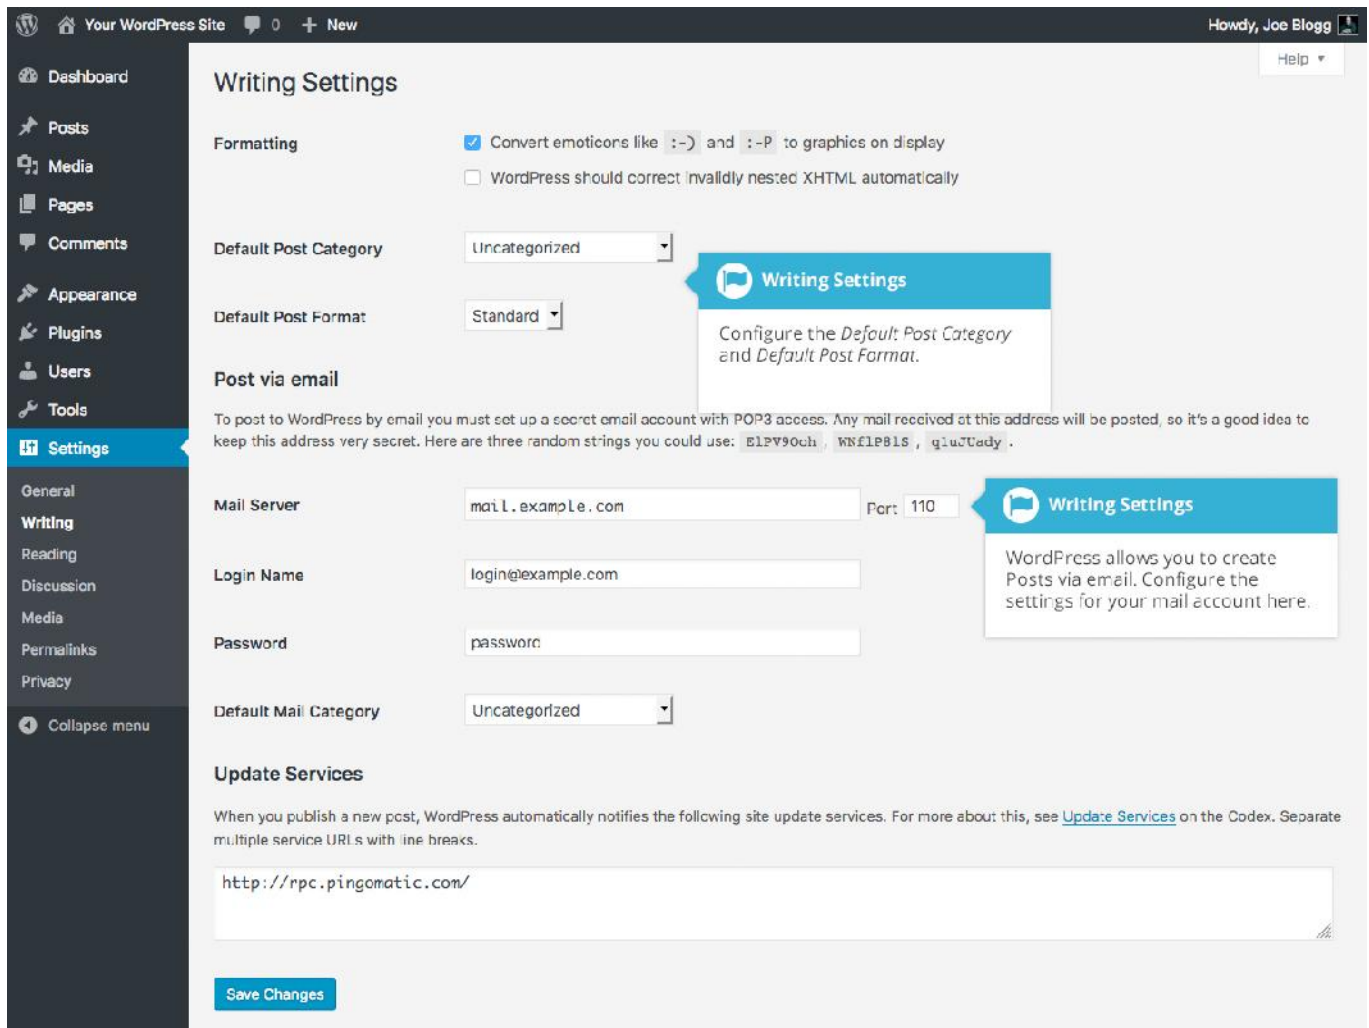 Your WordPress Site 0 + New Howdy, Joe Blogg
Help ▼
Dashboard
Posts
Media
Pages
Comments
Appearance
Plugins
Users
Tools
Settings
General
Writing
Reading
Discussion
Media
Permalinks
Privacy
Collapse menu
Writing Settings
Formatting
Convert emoticons like :-) and :-P to graphics on display
WordPress should correct invalidly nested XHTML automatically
Default Post Category Uncategorized
Default Post Format Standard
Writing Settings
Configure the Default Post Category
and Default Post Format.
Post via email
To post to WordPress by email you must set up a secret email account with POP3 access. Any mail received at this address will be posted, so it's a good idea to
keep this address very secret. Here are three random strings you could use: , , .
Mail Server mail.example.com Port 110
Login Name login@example.com
Password password
Default Mail Category Uncategorized
Writing Settings
WordPress allows you to create
Posts via email. Configure the
settings for your mail account here.
Update Services
When you publish a new post, WordPress automatically notifies the following site update services. For more about this, see Update Services on the Codex. Separate
multiple service URLs with line breaks.
http://rpc.pingomatic.com/
Save Changes